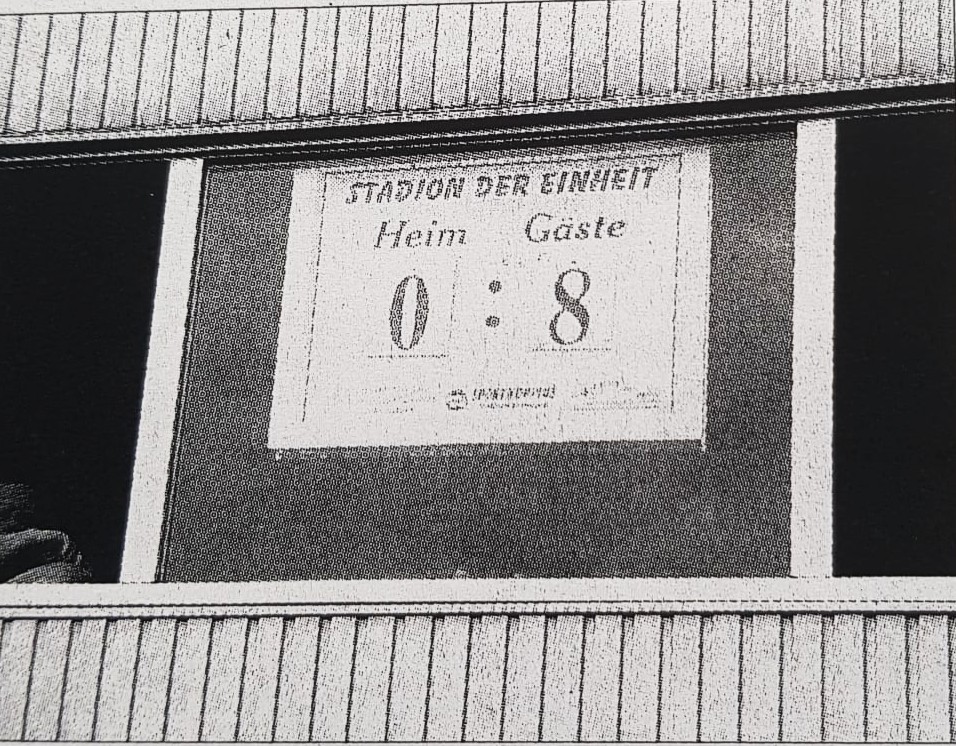 STADION DER EINHEIT
Heim Gäste
0 : 8